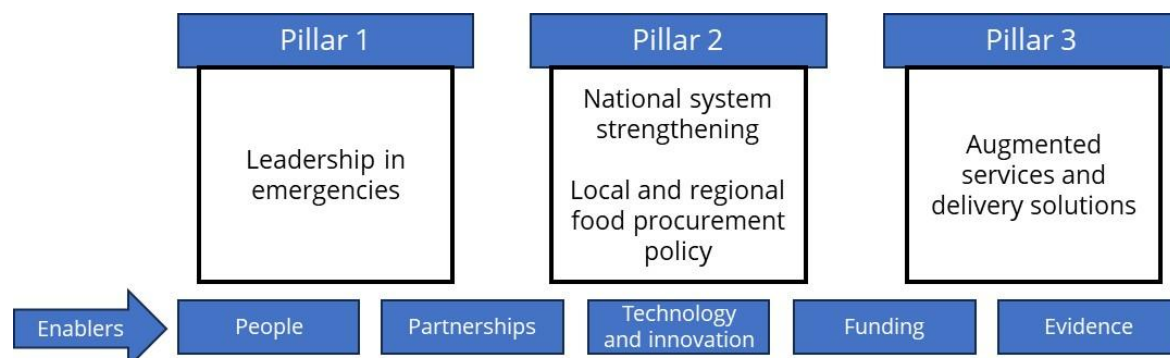 Pillar 1
Pillar 2
Pillar 3
Leadership in
emergencies
National system
strengthening
Local and regional
food procurement
policy
Augmented
services and
delivery solutions
Enablers
People
Partnerships
Technology
and innovation
Funding
Evidence